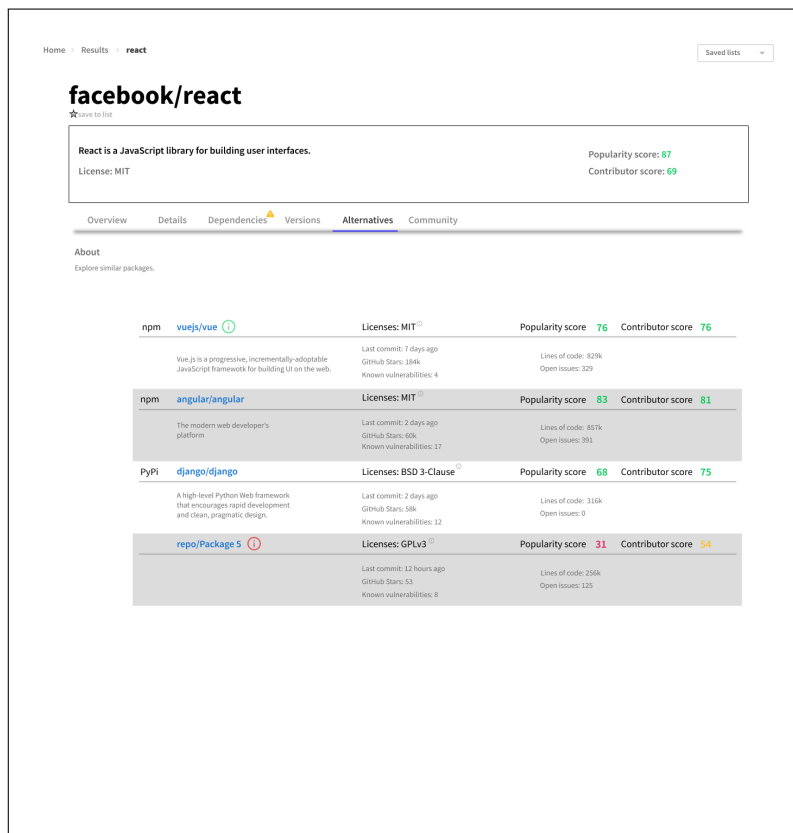 Home > Results > react
Saved lists
facebook/react
save to list
React is a JavaScript library for building user interfaces.
Popularity score: 87
License: MIT
Contributor score: 69
Overview Details Dependencies Versions Alternatives Community
About
Explore similar packages.
npm vuejs/vue Licenses: MIT Popularity score 76 Contributor score 76
Last commit: 7 days ago
Vue.js is a progressive, incrementally-adoptable
JavaScript framewotk for building UI on the web.
GitHub Stars: 184k
Known vulnerabilities: 4
Lines of code: 829k
Open issues: 329
npm angular/angular Licenses: MIT Popularity score 83 Contributor score 81
The modern web developer's
platform
Last commit: 2 days ago
GitHub Stars: 60k
Known vulnerabilities: 17
Lines of code: 857k
Open issues: 391
PyPi django/django Licenses: BSD 3-Clause Popularity score 68 Contributor score 75
A high-level Python Web framework
that encourages rapid development
and clean, pragmatic design.
Last commit: 2 days ago
GitHub Stars: 58k
Known vulnerabilities: 12
Lines of code: 316k
Open issues: 0
repo/Package 5 Licenses: GPLv3 Popularity score 31 Contributor score 54
Last commit: 12 hours ago
GitHub Stars: 53
Known vulnerabilities: 8
Lines of code: 256k
Open issues: 125